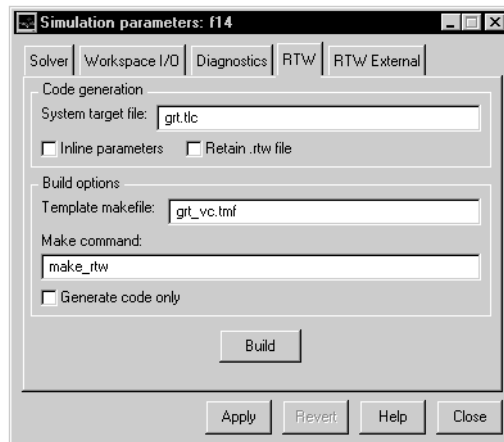 Simulation parameters: f14
Solver Workspace I/O Diagnostics RTW RTW External
Code generation
System target file: grt.tlc
Inline parameters Retain .rtw file
Build options
Template makefile: grt_vc.tmf
Make command:
make_rtw
Generate code only
Build
Apply Revert Help Close